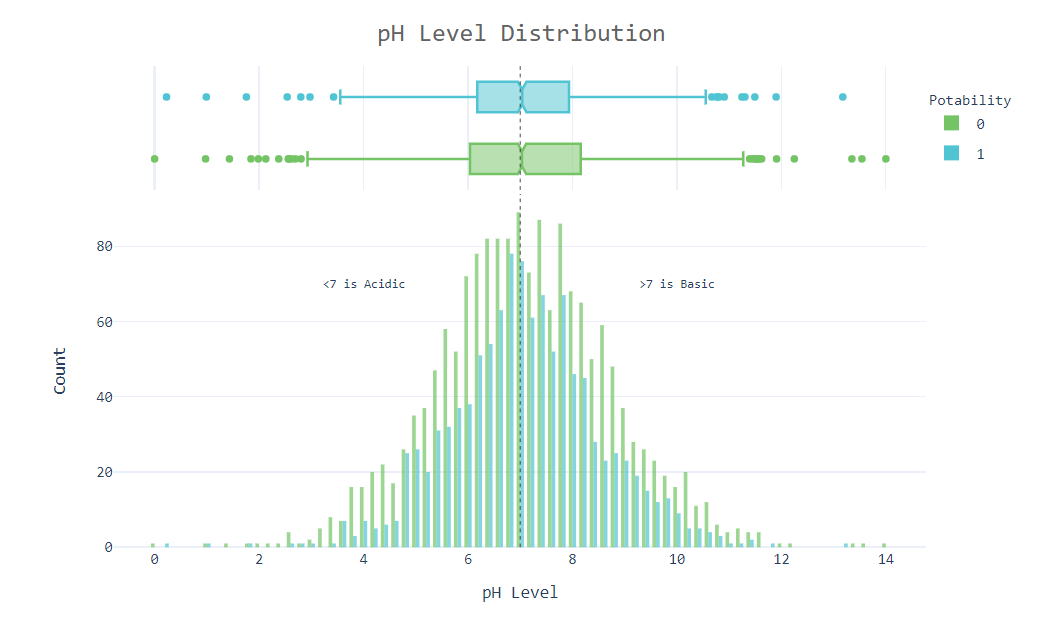 pH Level Distribution
Potability
0
1
<7 is Acidic
>7 is Basic
Count
80
60
40
20
0
0 2 4 6 8 10 12 14
pH Level